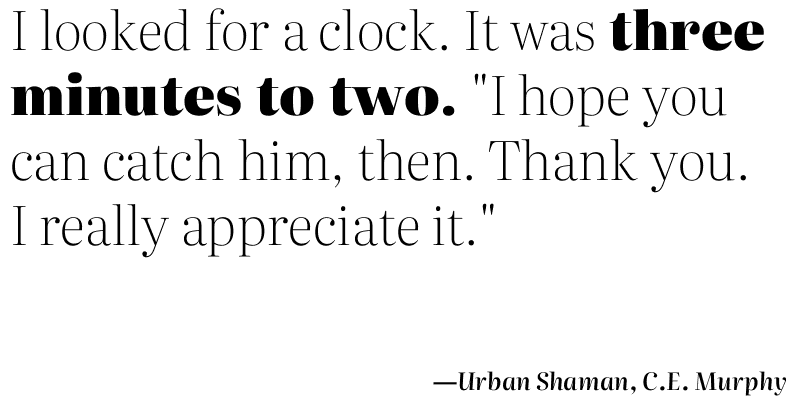 I looked for a clock. It was three
minutes to two. "I hope you
can catch him, then. Thank you.
I really appreciate it."
—Urban Shaman, C.E. Murphy